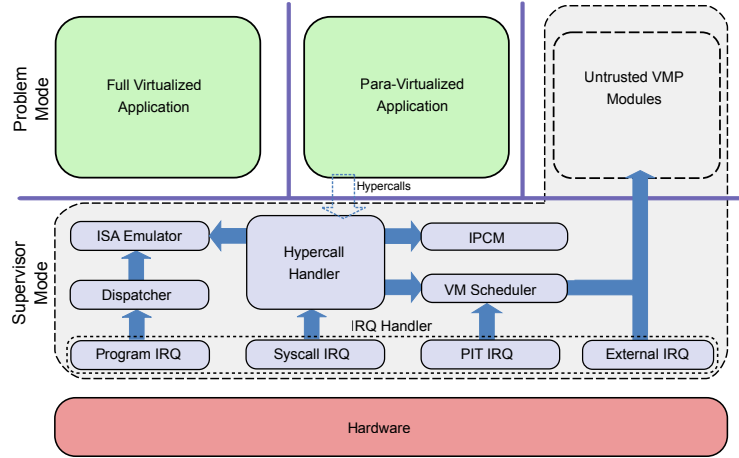 Problem
Mode
Full Virtualized
Application
Para-Virtualized
Application
Untrusted VMP
Modules
Hypercalls
Supervisor
Mode
ISA Emulator
Hypercall
Handler
IPCM
Dispatcher
VM Scheduler
IRQ Handler
Program IRQ
Syscall IRQ
PIT IRQ
External IRQ
Hardware